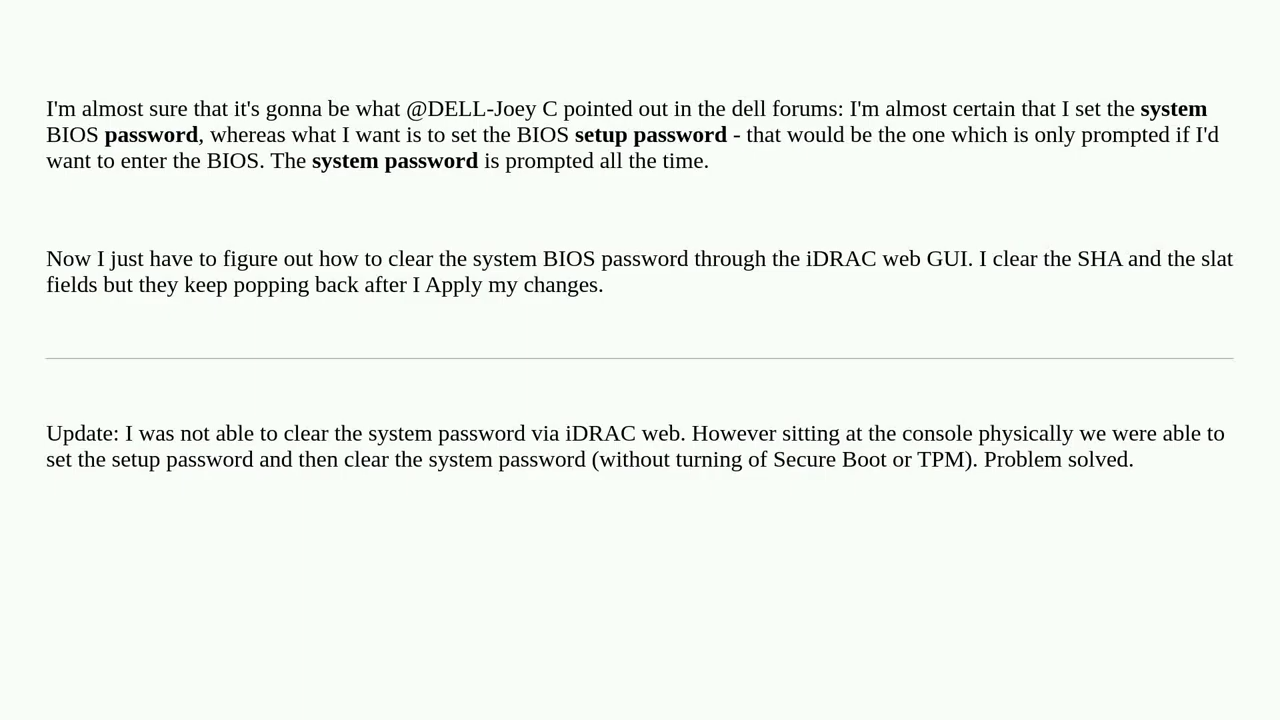 I'm almost sure that it's gonna be what @DELL-Joey C pointed out in the dell forums: I'm almost certain that I set the system
BIOS password, whereas what I want is to set the BIOS setup password - that would be the one which is only prompted if I'd
want to enter the BIOS. The system password is prompted all the time.
Now I just have to figure out how to clear the system BIOS password through the iDRAC web GUI. I clear the SHA and the slat
fields but they keep popping back after I Apply my changes.
Update: I was not able to clear the system password via iDRAC web. However sitting at the console physically we were able to
set the setup password and then clear the system password (without turning of Secure Boot or TPM). Problem solved.